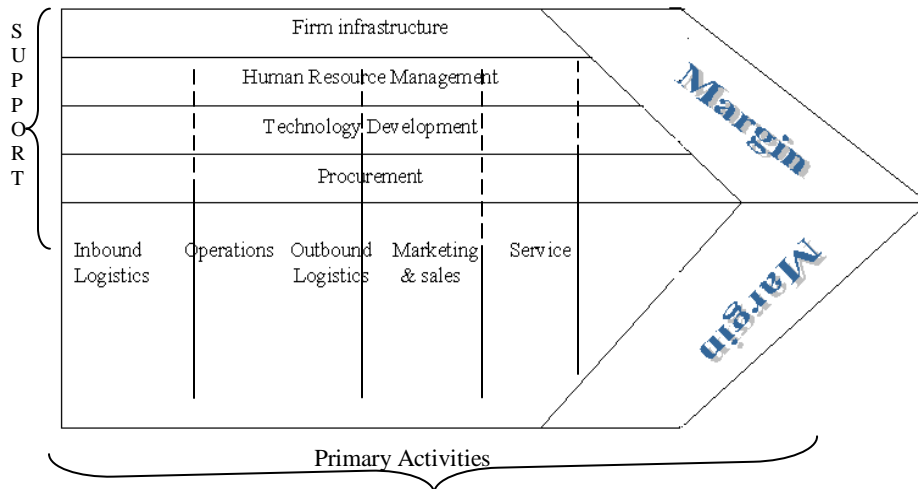 SUPPORT
Firm infrastructure
Human Resource Management
Technology Development
Procurement
Margin
Inbound
Logistics
Operations
Outbound
Logistics
Marketing
& sales
Service
Margin
Primary Activities